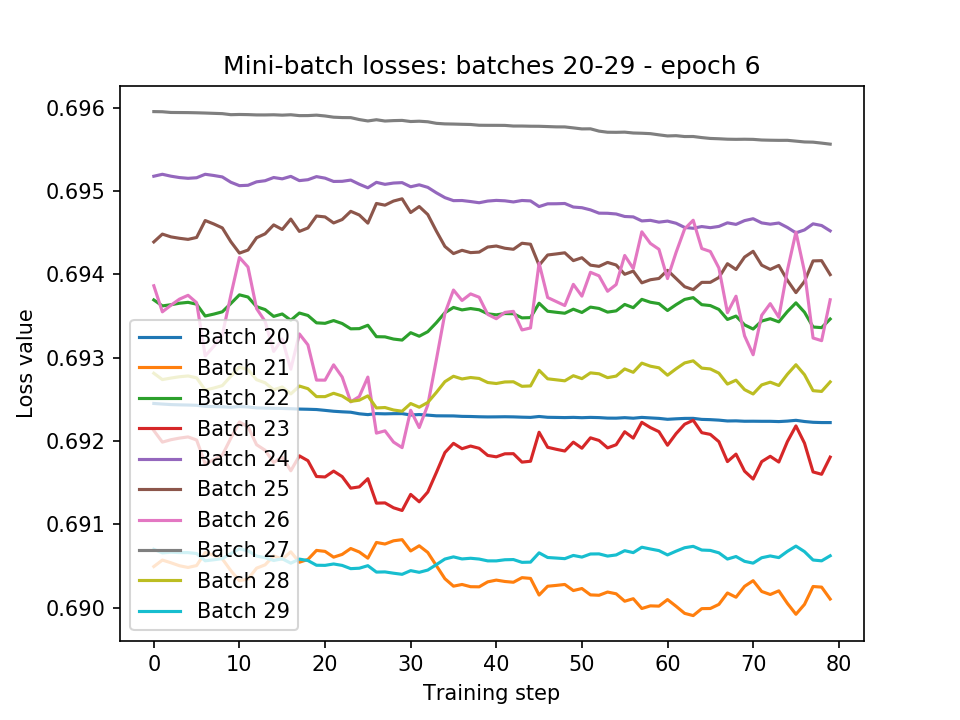 Mini-batch losses: batches 20-29 - epoch 6
Loss value
0.696
0.695
0.694
0.693
0.692
0.691
0.690
Batch 20
Batch 21
Batch 22
Batch 23
Batch 24
Batch 25
Batch 26
Batch 27
Batch 28
Batch 29
0 10 20 30 40 50 60 70 80
Training step